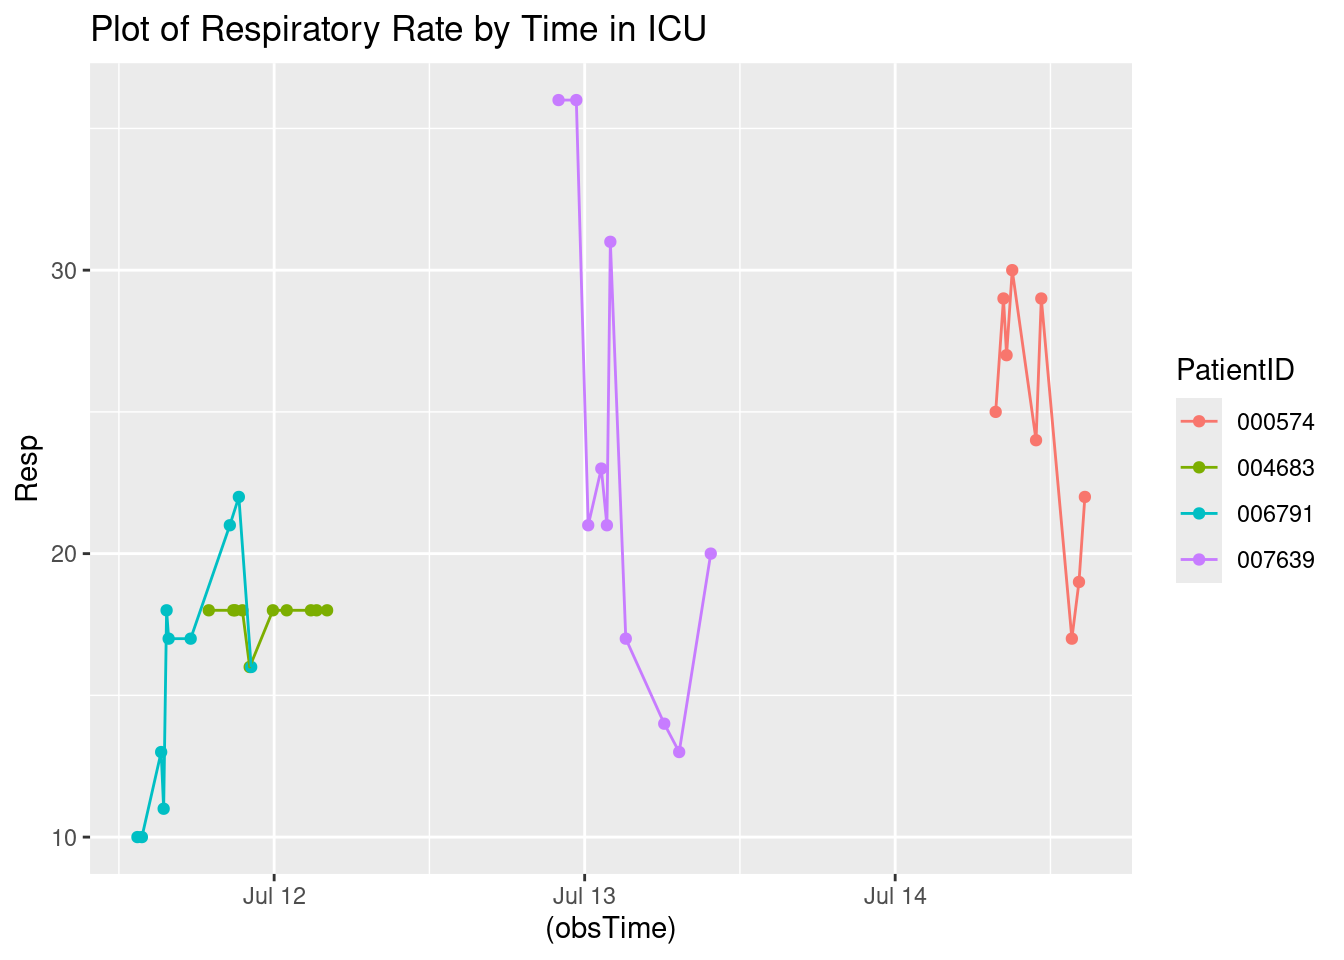 Plot of Respiratory Rate by Time in ICU
Resp
30
20
10
Jul 12
Jul 13
Jul 14
(obsTime)
PatientID
000574
004683
006791
007639